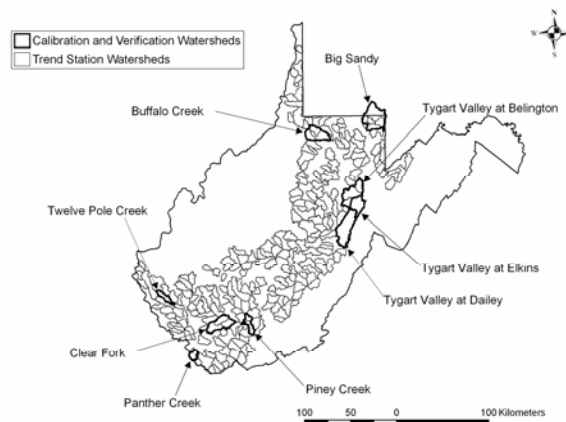 N
W E
S
Calibration and Verification Watersheds
Trend Station Watersheds
Big Sandy
Tygart Valley at Belington
Buffalo Creek
Twelve Pole Creek
Tygart Valley at Elkins
Tygart Valley at Dailey
Clear Fork
Piney Creek
Panther Creek
100 50 0 100 Kilometers